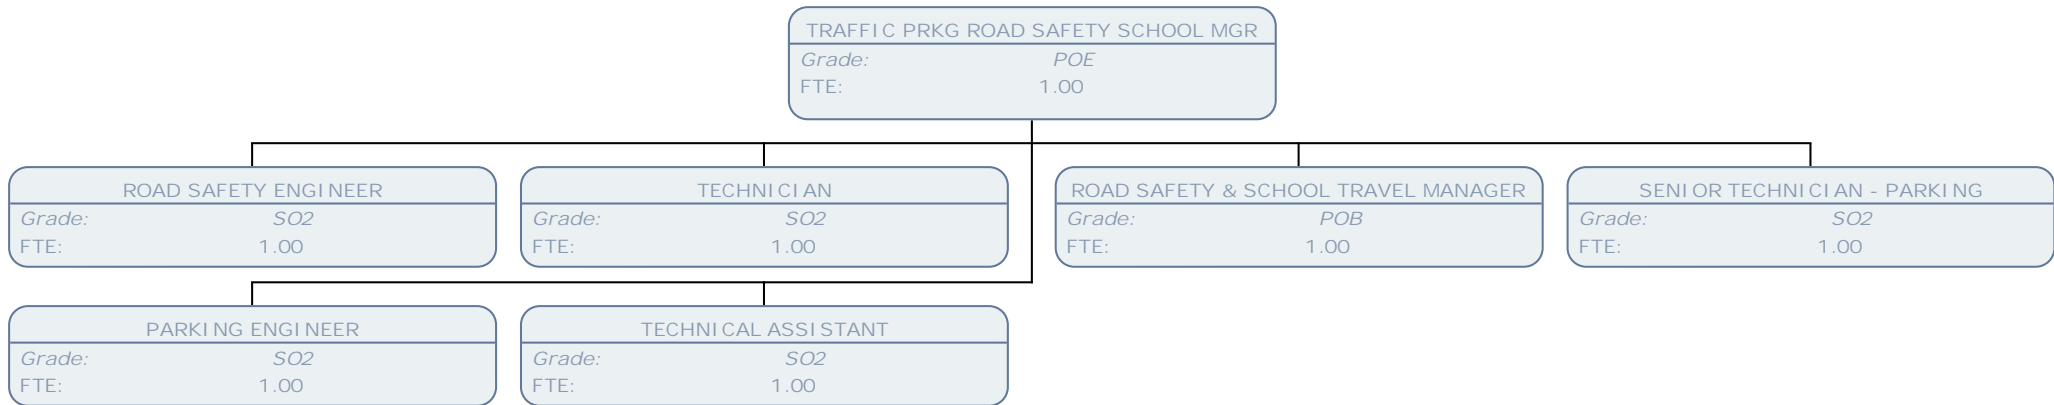 TRAFFIC PRKG ROAD SAFETY SCHOOL MGR
Grade: POE
FTE: 1.00
ROAD SAFETY ENGINEER
Grade: SO2
FTE: 1.00
TECHNICIAN
Grade: SO2
FTE: 1.00
ROAD SAFETY & SCHOOL TRAVEL MANAGER
Grade: POB
FTE: 1.00
SENIOR TECHNICIAN - PARKING
Grade: SO2
FTE: 1.00
PARKING ENGINEER
Grade: SO2
FTE: 1.00
TECHNICAL ASSISTANT
Grade: SO2
FTE: 1.00